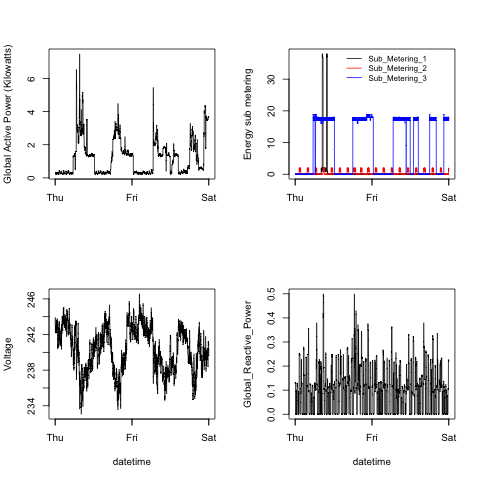 Global Active Power (Kilowatts)
0 2 4 6
Thu Fri Sat
Energy sub metering
0 10 20 30
Sub_Metering_1
Sub_Metering_2
Sub_Metering_3
Thu Fri Sat
Voltage
234 238 242 246
Thu Fri Sat
datetime
Global_Reactive_Power
0.0 0.1 0.2 0.3 0.4 0.5
Thu Fri Sat
datetime